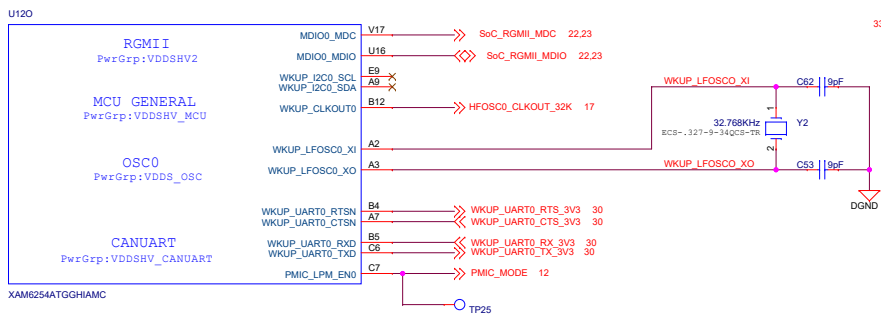 U12O
RGMII
PwrGrp:VDDSHV2
MCU GENERAL
PwrGrp:VDDSHV_MCU
OSC0
PwrGrp:VDDS_OSC
CANUART
PwrGrp:VDDSHV_CANUART
XAM6254ATGGHIAMC
MDIO0_MDC V17 SoC_RGMII_MDC 22,23
MDIO0_MDIO U16 SoC_RGMII_MDIO 22,23
WKUP_I2C0_SCL E9
WKUP_I2C0_SDA A9
WKUP_CLKOUT0 B12 HFOSC0_CLKOUT_32K 17
WKUP_LFOSC0_XI A2
WKUP_LFOSC0_XO A3
WKUP_UART0_RTSN B4 WKUP_UART0_RTS_3V3 30
WKUP_UART0_CTSN A7 WKUP_UART0_CTS_3V3 30
WKUP_UART0_RXD B5 WKUP_UART0_RX_3V3 30
WKUP_UART0_TXD C6 WKUP_UART0_TX_3V3 30
PMIC_LPM_EN0 C7 PMIC_MODE 12
TP25
WKUP_LFOSCO_XI
C62 9pF
1
32.768KHz Y2
ECS-.327-9-34QCS-TR
2
WKUP_LFOSCO_XO
C53 9pF
DGND